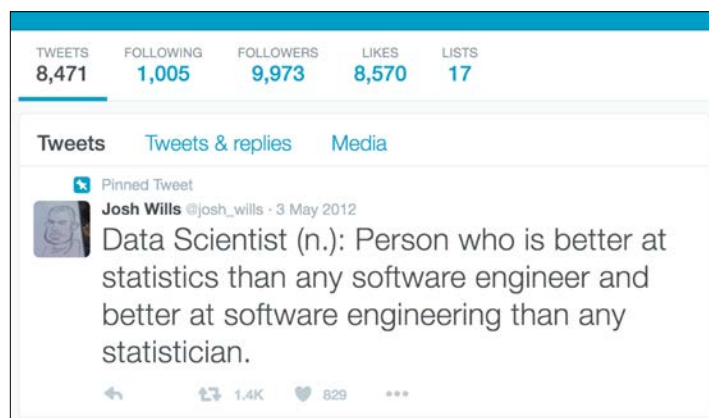 TWEETS FOLLOWING FOLLOWERS LIKES LISTS
8,471 1,005 9,973 8,570 17
Tweets Tweets & replies Media
Pinned Tweet
Josh Wills @josh_wills · 3 May 2012
Data Scientist (n.): Person who is better at
statistics than any software engineer and
better at software engineering than any
statistician.
1.4K 829